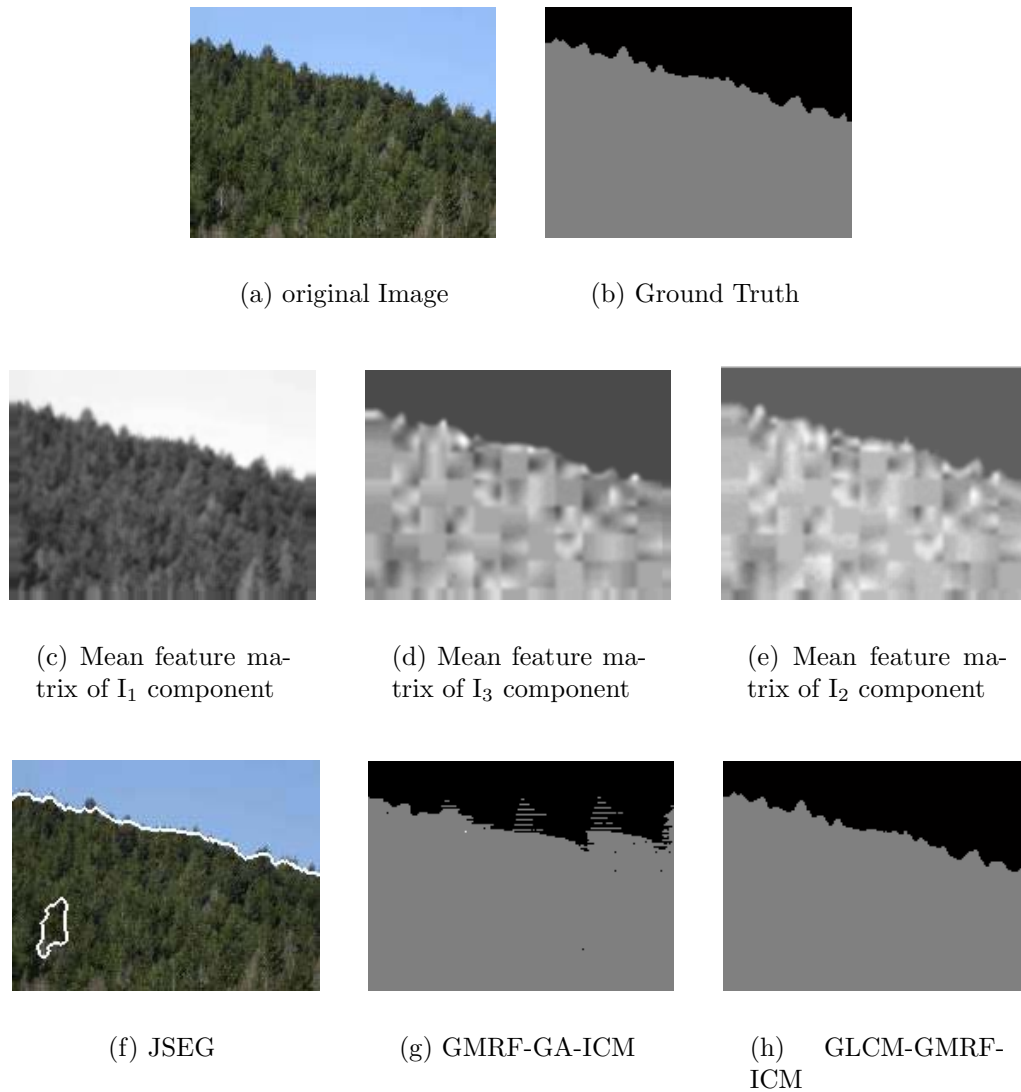 (a) original Image
(b) Ground Truth
(c) Mean feature ma-
trix of I₁ component
(d) Mean feature ma-
trix of I₃ component
(e) Mean feature ma-
trix of I₂ component
(f) JSEG
(g) GMRF-GA-ICM
(h) GLCM-GMRF-
ICM